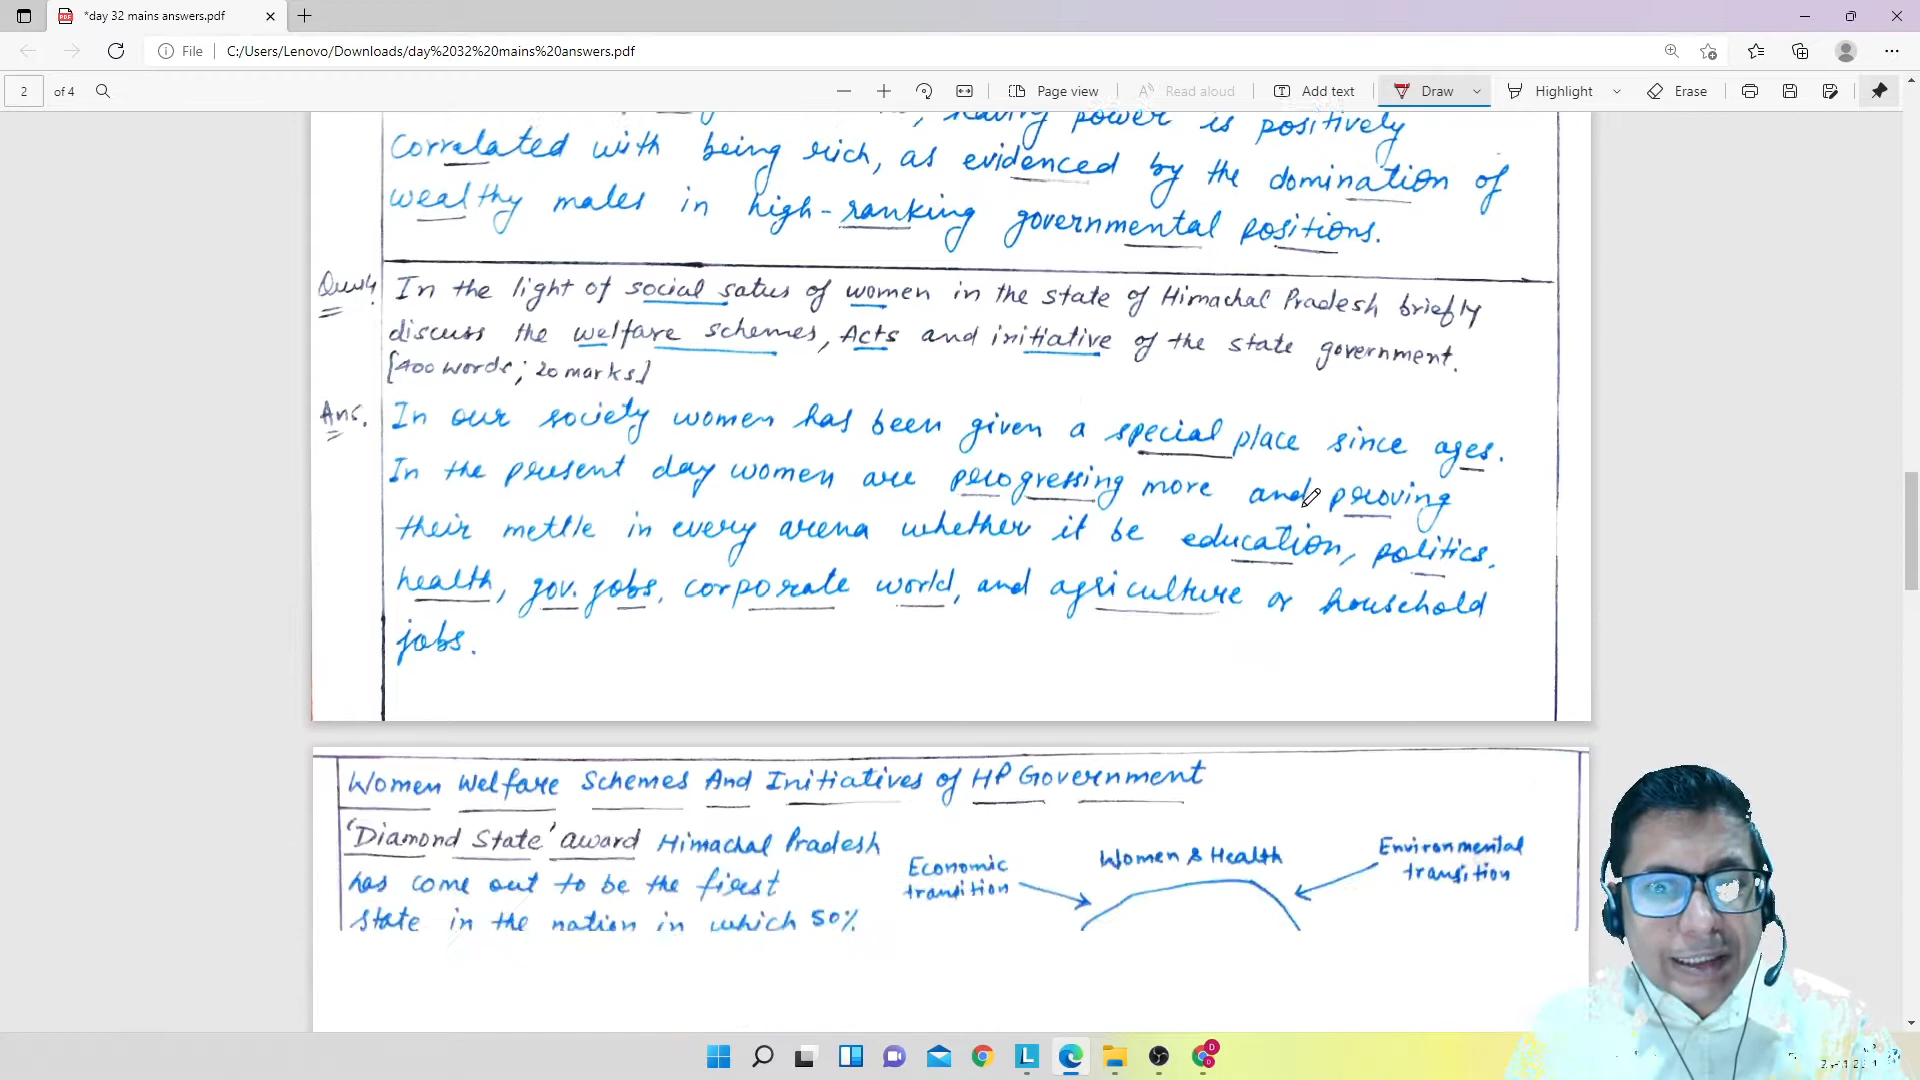 *day 32 mains answers.pdf
File
C:/Users/Lenovo/Downloads/day%2032%20mains%20answers.pdf
2 of 4
Page view
Read aloud
Add text
Draw
Highlight
Erase
, having power is positively
Correlated with being rich, as evidenced by the domination of
wealthy males in high-ranking governmental positions.
In the light of social satus of women in the state of Himachal Pradesh briefly
discuss the welfare schemes, Acts and initiative of the state government.
[400 words; 20 marks]
Ans. In our society women has been given a special place since ages.
In the present day women are progressing more and proving
their mettle in every arena whether it be education, politics,
health, gov. jobs, corporate world, and agriculture or household
jobs.
Women Welfare Schemes And Initiatives of HP Government
'Diamond State' award Himachal Pradesh
has come out to be the first
state in the nation in which 50%
Economic
transition
Women & Health
Environmental
transition